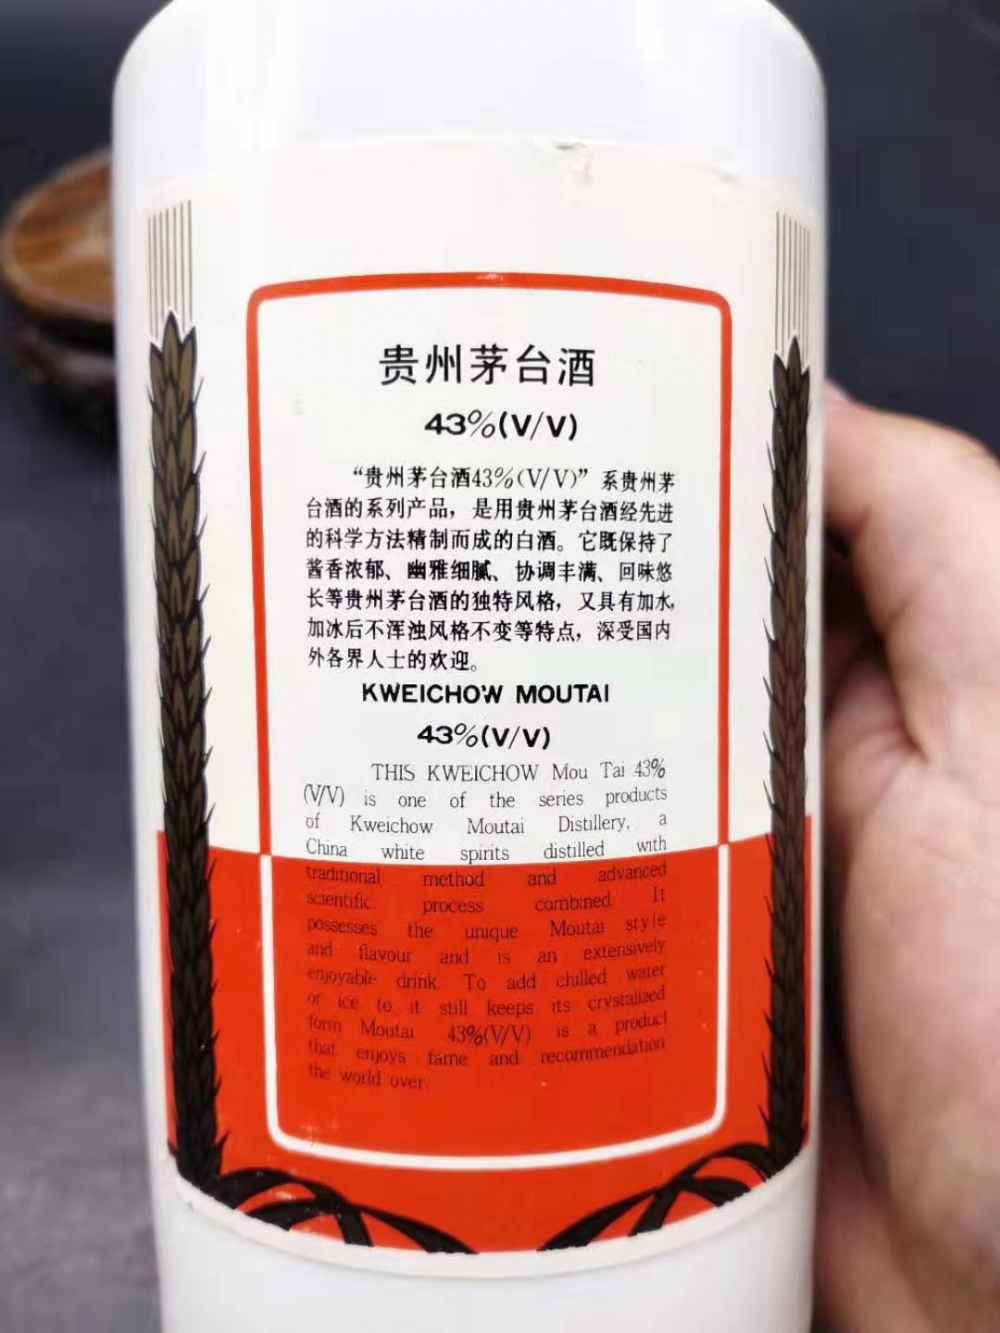 贵州茅台酒
43%(V/V)
“贵州茅台酒43%(V/V)”系贵州茅
台酒的系列产品，是用贵州茅台酒经先进
的科学方法精制而成的白酒。它既保持了
酱香浓郁、幽雅细腻、协调丰满、回味悠
长等贵州茅台酒的独特风格，又具有加水,
加冰后不浑浊风格不变等特点，深受国内
外各界人士的欢迎。
KWEICHOW MOUTAI
43%(V/V)
THIS KWEICHOW Mou Tai 43%
(V/V) is one of the series products
of Kweichow Moutai Distillery, a
China white spirits distilled with
traditional method and advanced
scientific process combined. It
possesses the unique Moutai style
and flavour and is an extensively
enjoyable drink. To add chilled water
or ice to it still keeps its crystalized
form Moutai 43%(V/V) is a product
that enjoys fame and recommendation
the world over.